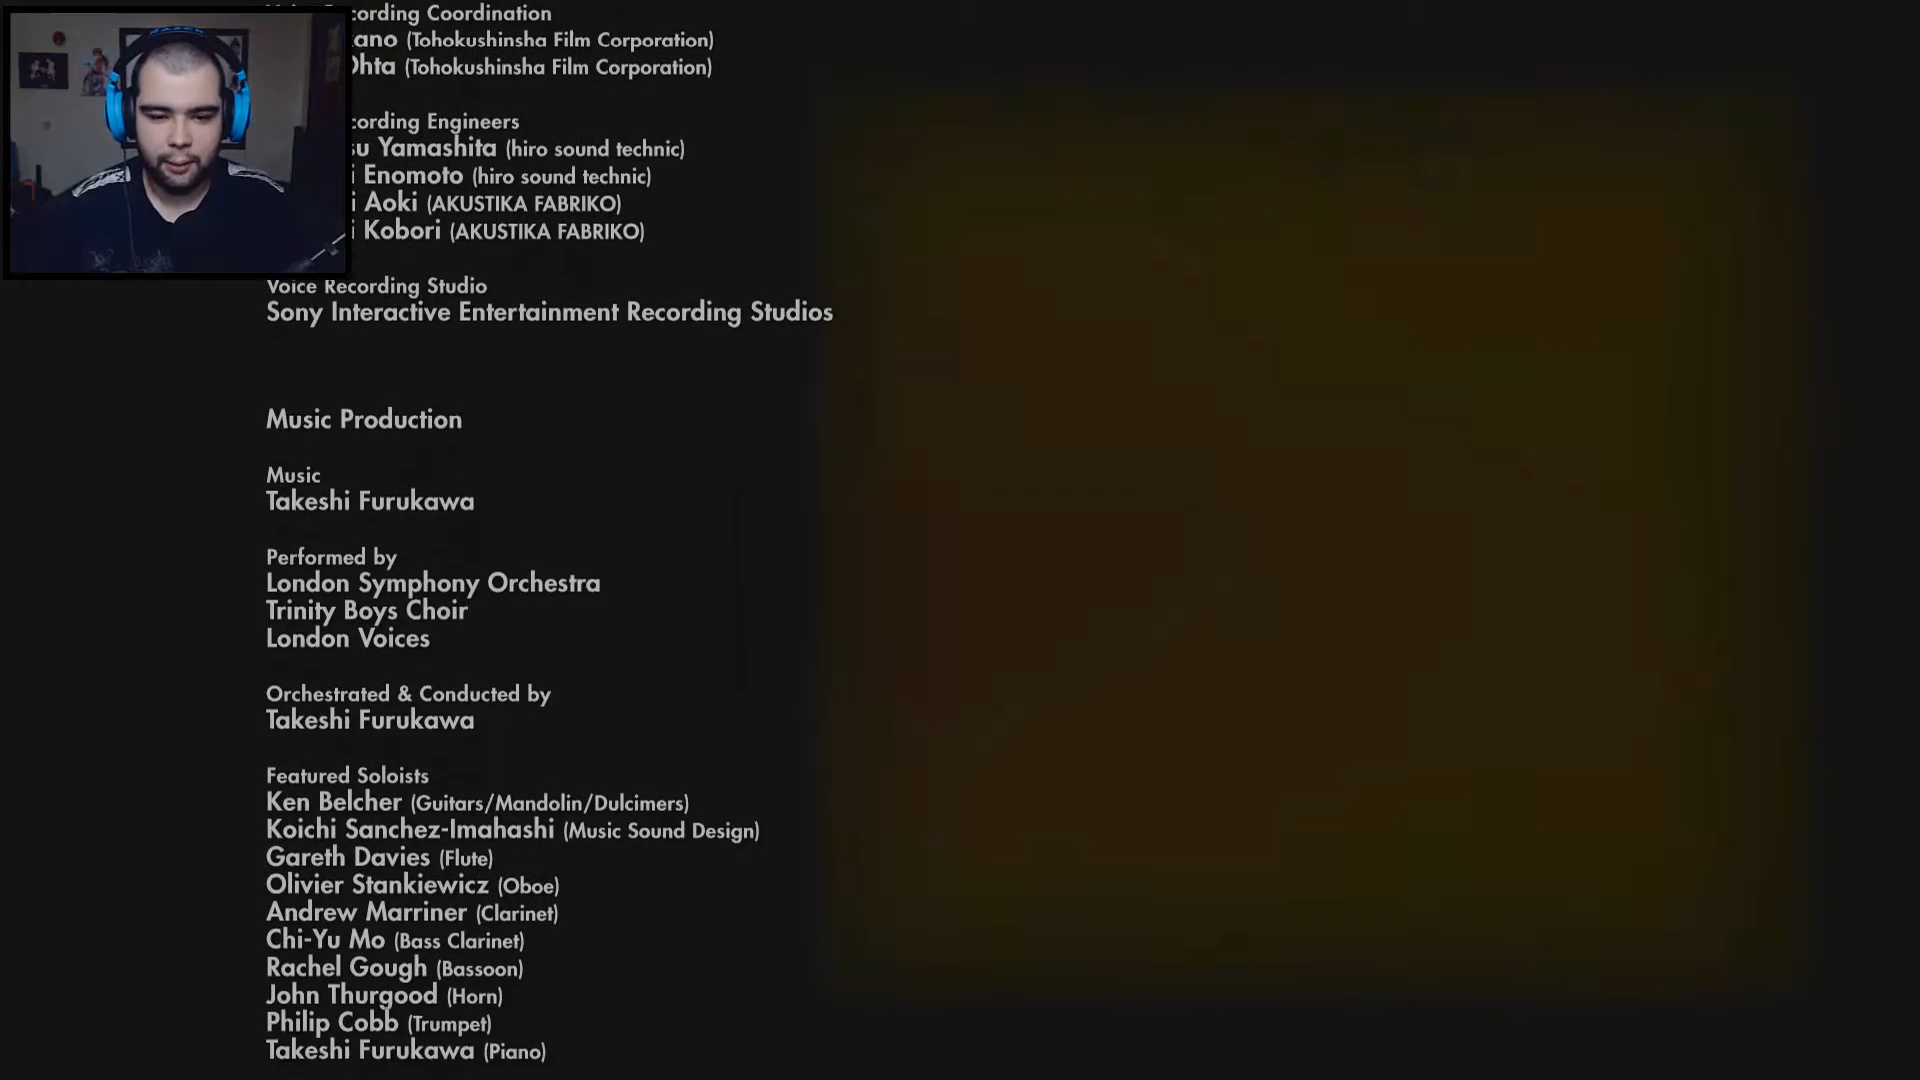 Recording Coordination
(Tohokushinsha Film Corporation)
Ohta (Tohokushinsha Film Corporation)
Engineers
Yamashita (hiro sound technic)
Enomoto (hiro sound technic)
Aoki (AKUSTIKA FABRIKO)
Kobori (AKUSTIKA FABRIKO)
Voice Recording Studio
Sony Interactive Entertainment Recording Studios
Music Production
Music
Takeshi Furukawa
Performed by
London Symphony Orchestra
Trinity Boys Choir
London Voices
Orchestrated & Conducted by
Takeshi Furukawa
Featured Soloists
Ken Belcher (Guitars/Mandolin/Dulcimers)
Koichi Sanchez-Imahashi (Music Sound Design)
Gareth Davies (Flute)
Olivier Stankiewicz (Oboe)
Andrew Marriner (Clarinet)
Chi-Yu Mo (Bass Clarinet)
Rachel Gough (Bassoon)
John Thurgood (Horn)
Philip Cobb (Trumpet)
Takeshi Furukawa (Piano)